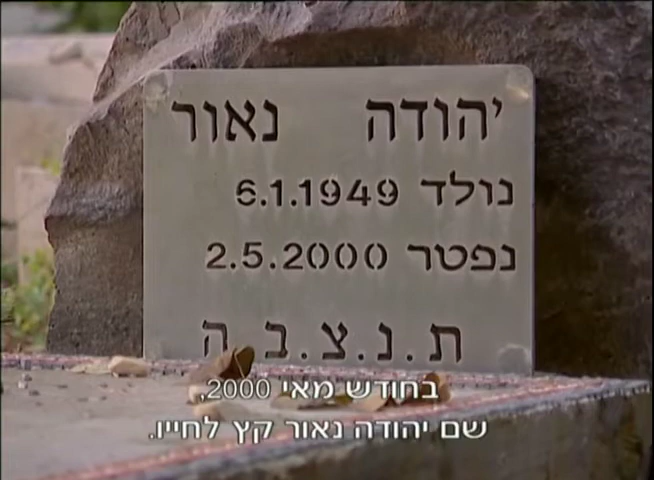 יהודה נאור
נולד 6.1.1949
נפטר 2.5.2000
ת.נ.צ.ב.ה
בחודש מאי 2000,
שם יהודה נאור קץ לחייו.